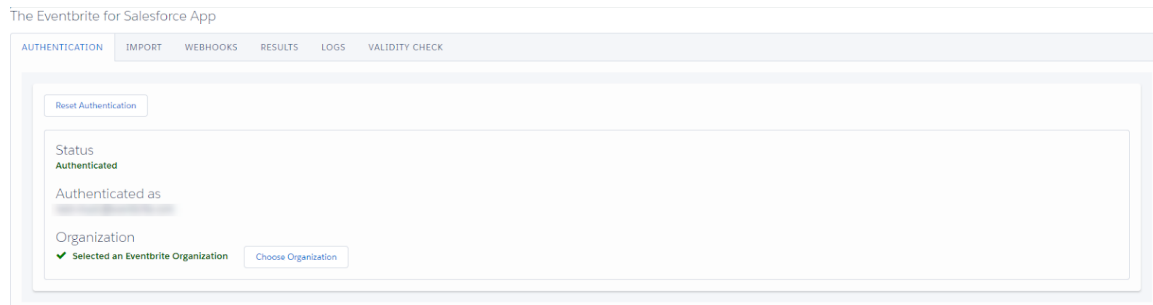 The Eventbrite for Salesforce App
AUTHENTICATION IMPORT WEBHOOKS RESULTS LOGS VALIDITY CHECK
Reset Authentication
Status
Authenticated
Authenticated as
Organization
Selected an Eventbrite Organization Choose Organization